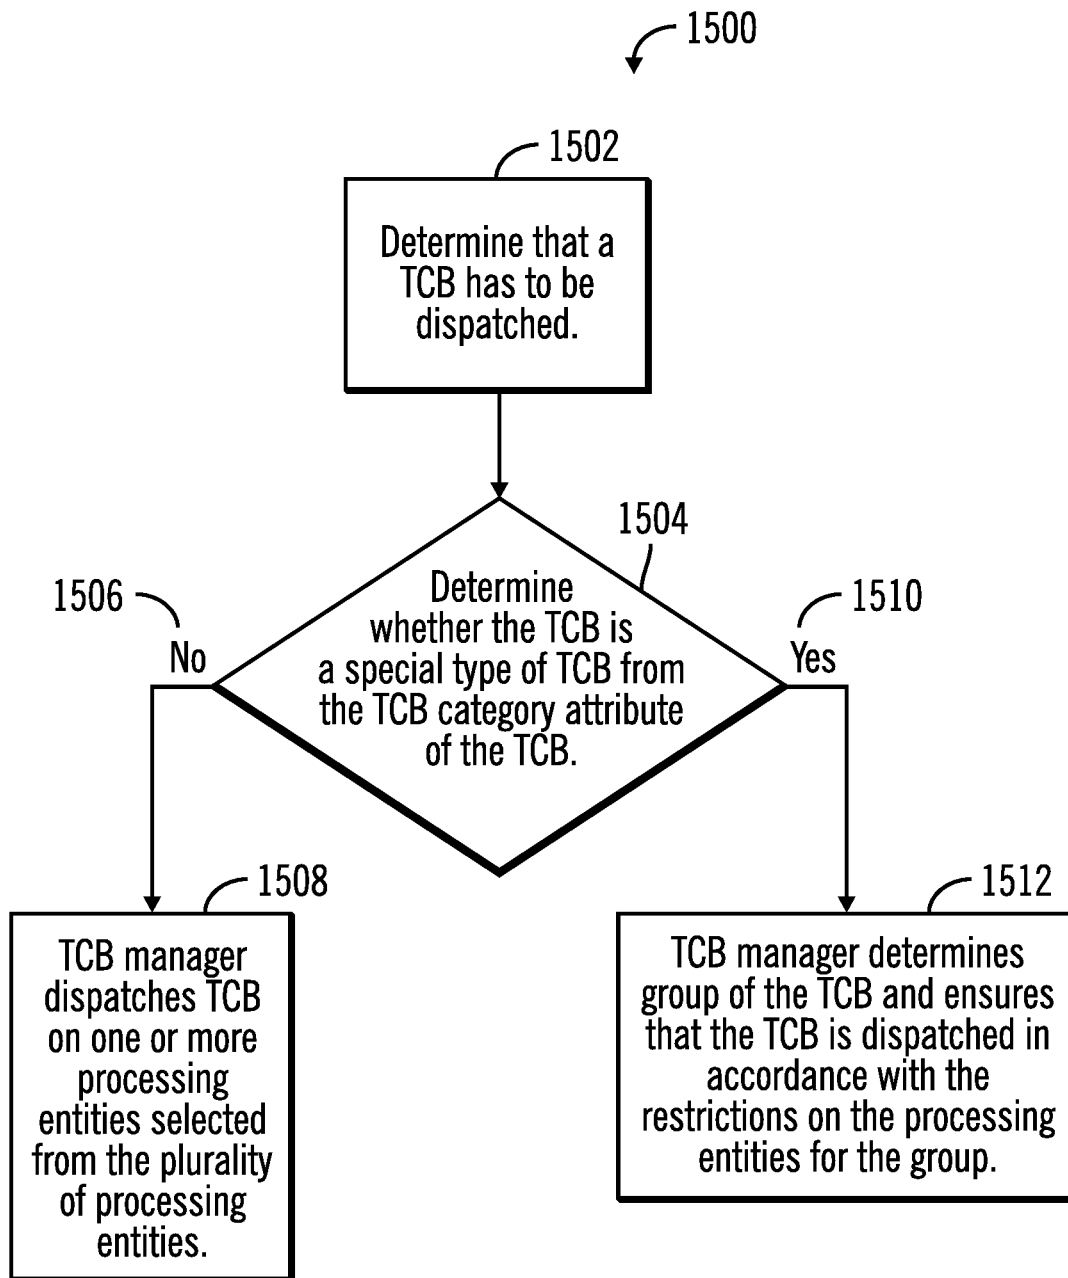 1500
1502
Determine that a
TCB has to be
dispatched.
1504
Determine
whether the TCB is
a special type of TCB from
the TCB category attribute
of the TCB.
1506
No
1510
Yes
1508
TCB manager
dispatches TCB
on one or more
processing
entities selected
from the plurality
of processing
entities.
1512
TCB manager determines
group of the TCB and ensures
that the TCB is dispatched in
accordance with the
restrictions on the processing
entities for the group.